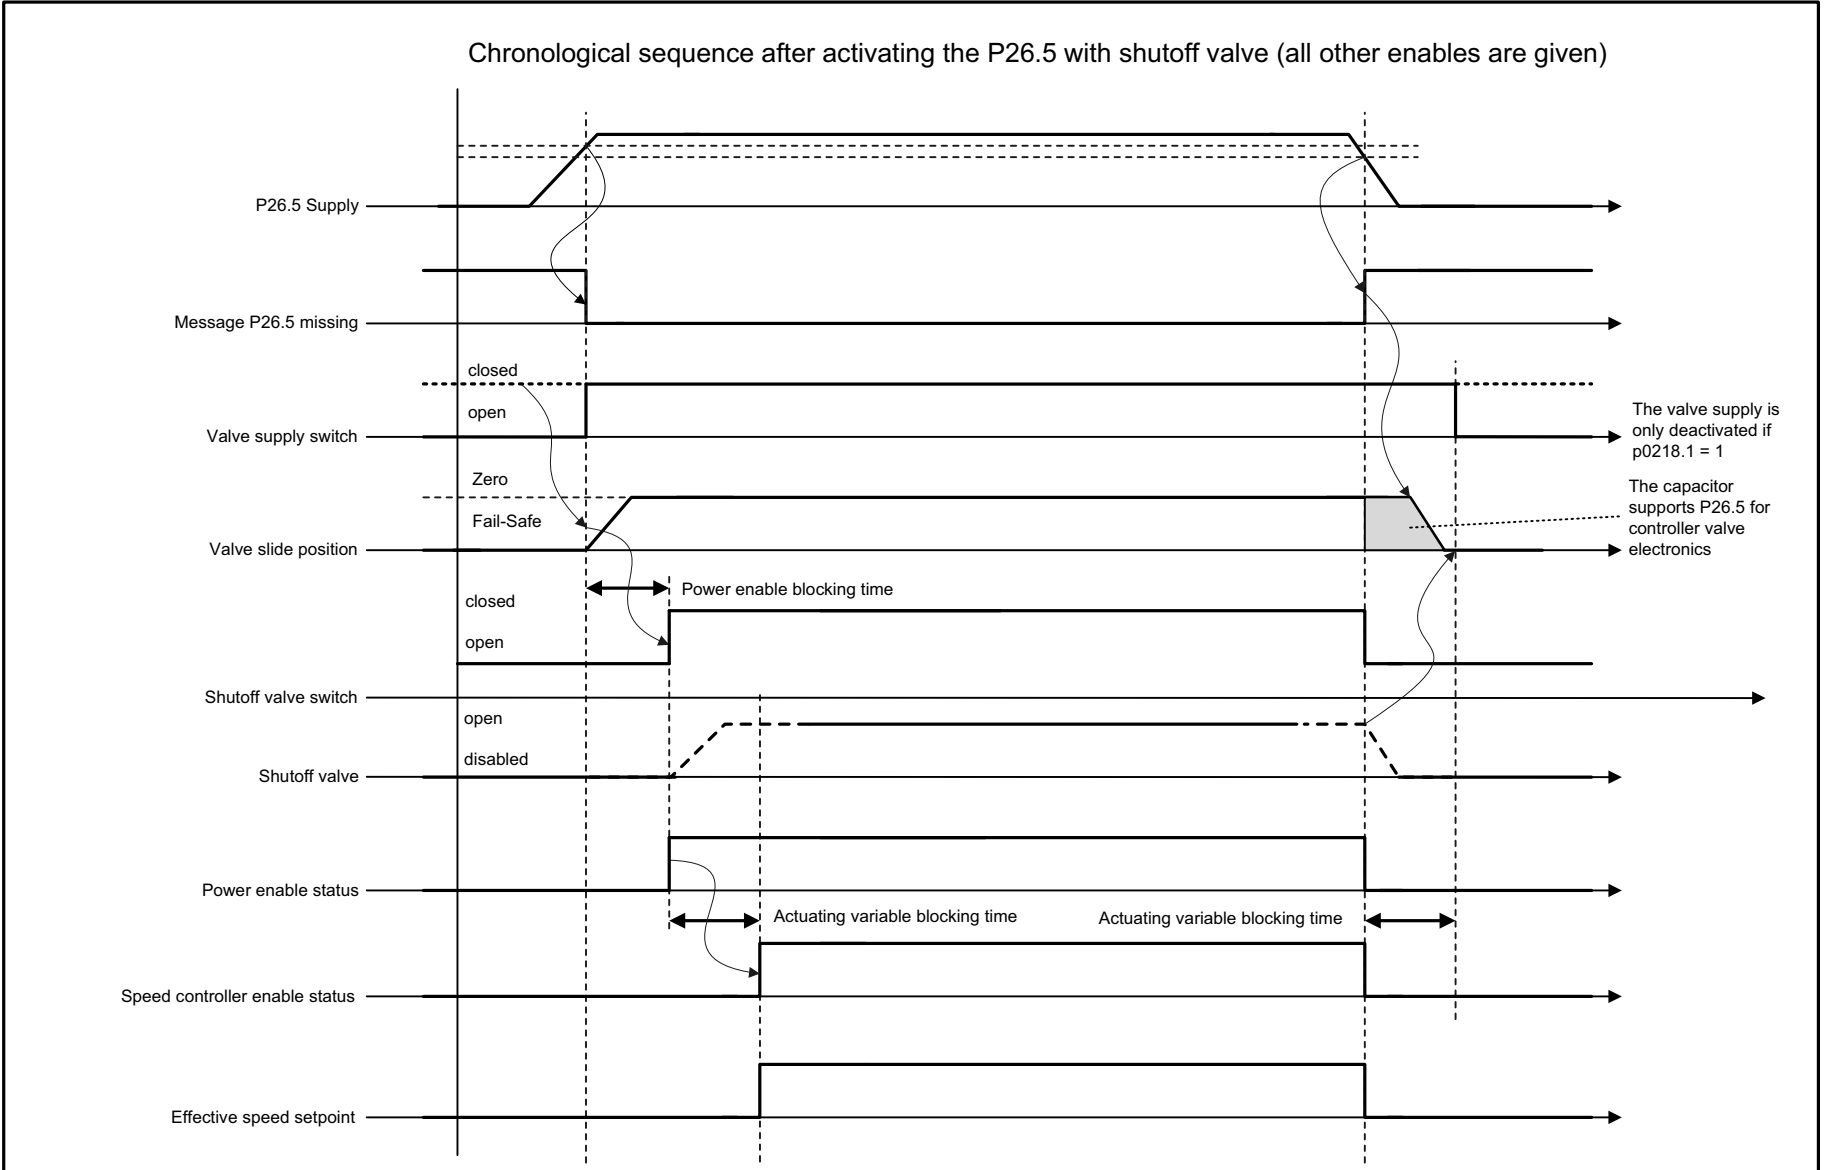 Chronological sequence after activating the P26.5 with shutoff valve (all other enables are given)
P26.5 Supply
Message P26.5 missing
closed
open
Valve supply switch
The valve supply is
only deactivated if
p0218.1 = 1
Zero
Fail-Safe
Valve slide position
The capacitor
supports P26.5 for
controller valve
electronics
Power enable blocking time
closed
open
Shutoff valve switch
open
disabled
Shutoff valve
Power enable status
Actuating variable blocking time
Actuating variable blocking time
Speed controller enable status
Effective speed setpoint